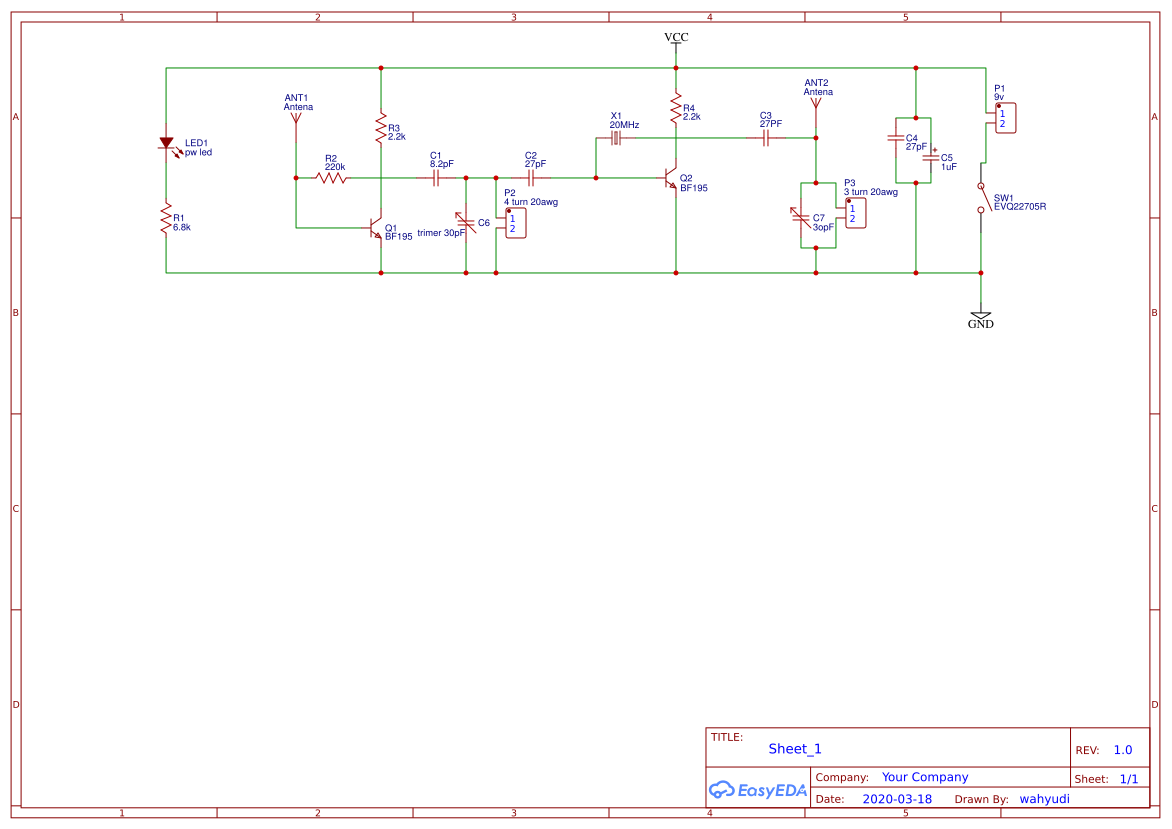 1 2 3 4 5
VCC
A
A
ANT1
Antena
ANT2
Antena
P1
9v
1
2
LED1
pw led
R3
2.2k
X1
20MHz
R4
2.2k
C3
27PF
C4
27pF
C5
1uF
R2
220k
C1
8.2pF
C2
27pF
Q2
BF195
P2
4 turn 20awg
1
2
P3
3 turn 20awg
1
2
SW1
EVQ22705R
R1
6.8k
Q1
BF195
trimer 30pF
C6
C7
3opF
+
GND
B
B
C
C
D
D
TITLE:
Sheet_1
REV: 1.0
EasyEDA
Company: Your Company
Sheet: 1/1
Date: 2020-03-18 Drawn By: wahyudi
1 2 3 4 5